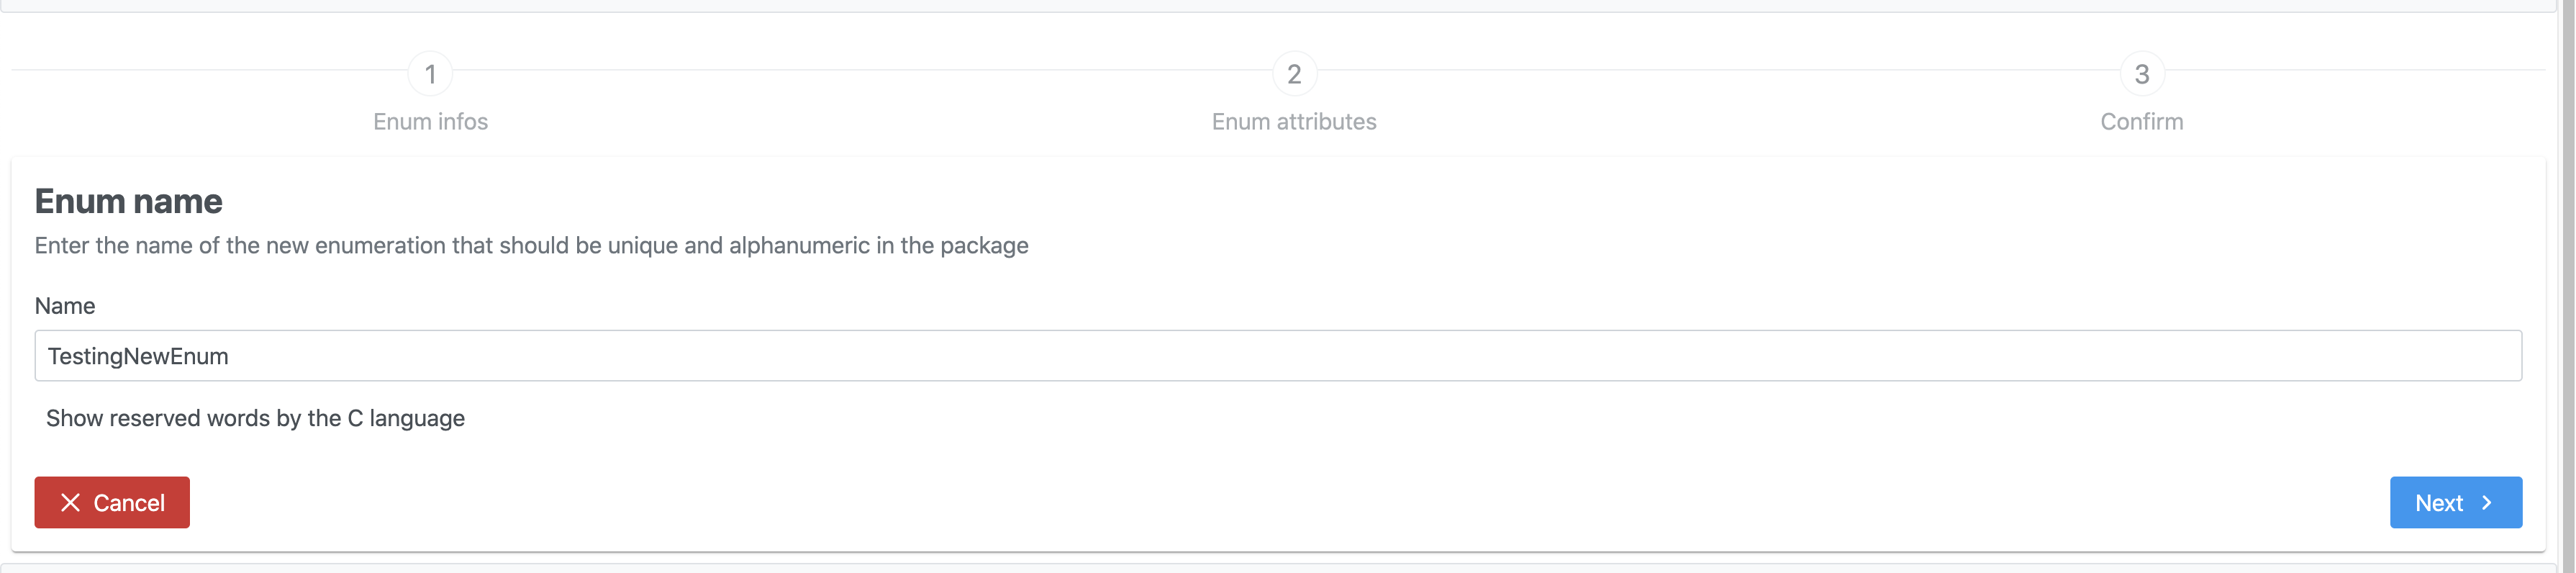 1
Enum infos
2
Enum attributes
3
Confirm
Enum name
Enter the name of the new enumeration that should be unique and alphanumeric in the package
Name
TestingNewEnum
Show reserved words by the C language
Cancel
Next